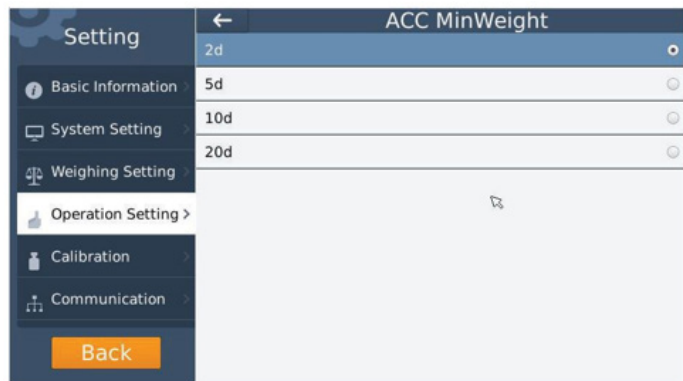 Setting
Basic Information
System Setting
Weighing Setting
Operation Setting >
Calibration
Communication
Back
← ACC MinWeight
2d
5d
10d
20d